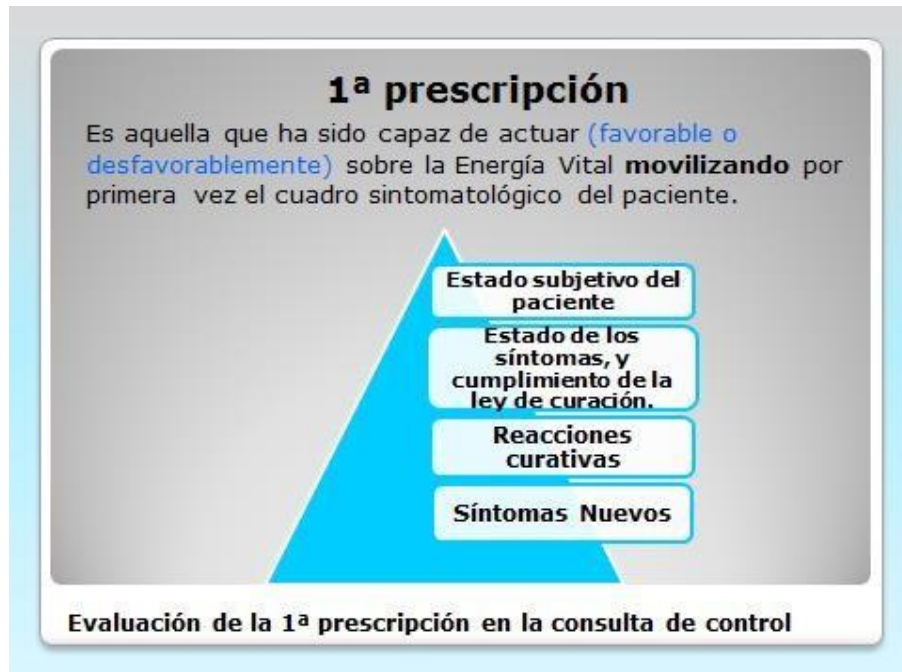 1ª prescripción
Es aquella que ha sido capaz de actuar (favorable o
desfavorablemente) sobre la Energía Vital movilizando por
primera vez el cuadro sintomatológico del paciente.
Estado subjetivo del
paciente
Estado de los
síntomas, y
cumplimiento de la
ley de curación.
Reacciones
curativas
Síntomas Nuevos
Evaluación de la 1ª prescripción en la consulta de control